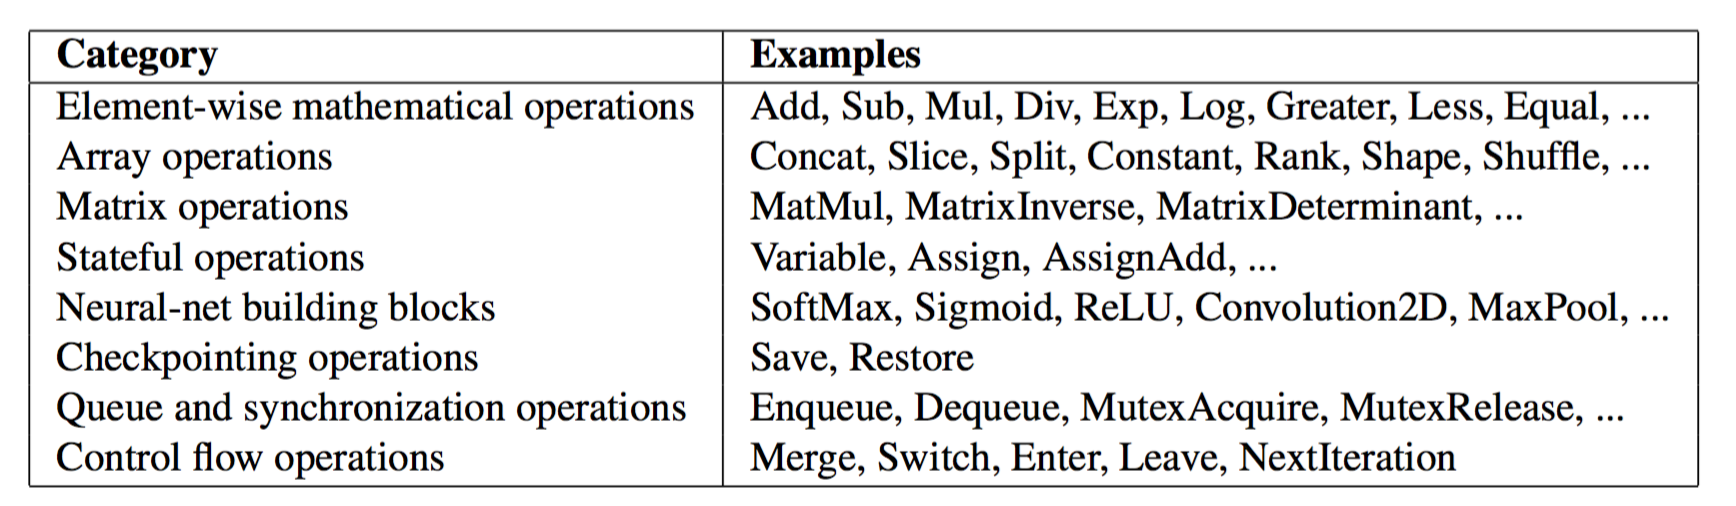 Category Examples
Element-wise mathematical operations Add, Sub, Mul, Div, Exp, Log, Greater, Less, Equal, ...
Array operations Concat, Slice, Split, Constant, Rank, Shape, Shuffle, ...
Matrix operations MatMul, MatrixInverse, MatrixDeterminant, ...
Stateful operations Variable, Assign, AssignAdd, ...
Neural-net building blocks SoftMax, Sigmoid, ReLU, Convolution2D, MaxPool, ...
Checkpointing operations Save, Restore
Queue and synchronization operations Enqueue, Dequeue, MutexAcquire, MutexRelease, ...
Control flow operations Merge, Switch, Enter, Leave, NextIteration